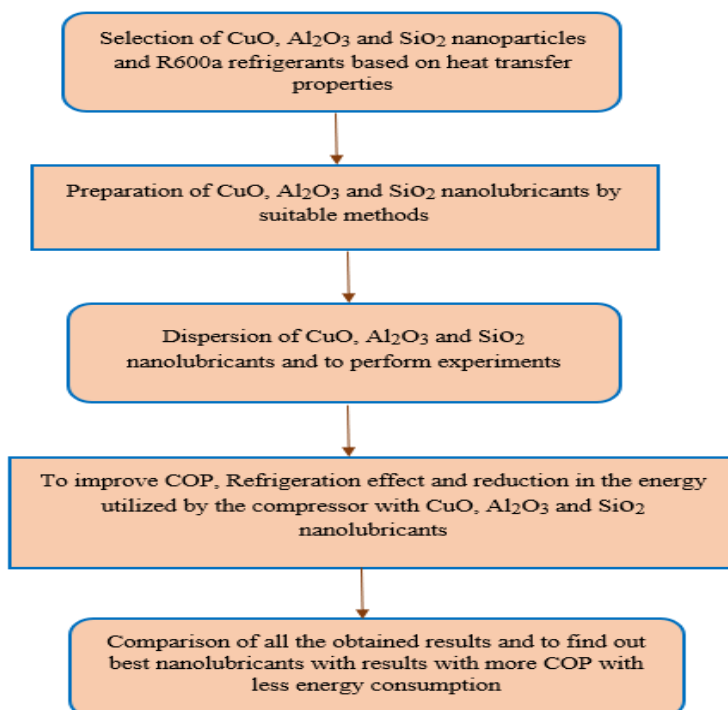 Selection of CuO, Al₂O₃ and SiO₂ nanoparticles
and R600a refrigerants based on heat transfer
properties
Preparation of CuO, Al₂O₃ and SiO₂ nanolubricants by
suitable methods
Dispersion of CuO, Al₂O₃ and SiO₂
nanolubricants and to perform experiments
To improve COP, Refrigeration effect and reduction in the energy
utilized by the compressor with CuO, Al₂O₃ and SiO₂
nanolubricants
Comparison of all the obtained results and to find out
best nanolubricants with results with more COP with
less energy consumption